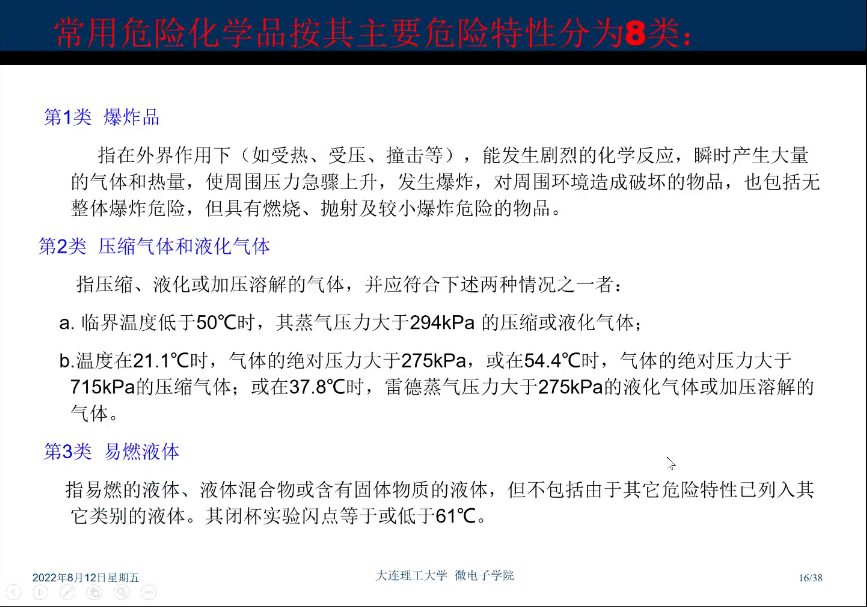 常用危险化学品按其主要危险特性分为8类：
第1类 爆炸品
指在外界作用下（如受热、受压、撞击等），能发生剧烈的化学反应，瞬时产生大量
的气体和热量，使周围压力急骤上升，发生爆炸，对周围环境造成破坏的物品，也包括无
整体爆炸危险，但具有燃烧、抛射及较小爆炸危险的物品。
第2类 压缩气体和液化气体
指压缩、液化或加压溶解的气体，并应符合下述两种情况之一者：
a. 临界温度低于50℃时，其蒸气压力大于294kPa 的压缩或液化气体；
b.温度在21.1℃时，气体的绝对压力大于275kPa，或在54.4℃时，气体的绝对压力大于
715kPa的压缩气体；或在37.8℃时，雷德蒸气压力大于275kPa的液化气体或加压溶解的
气体。
第3类 易燃液体
指易燃的液体、液体混合物或含有固体物质的液体，但不包括由于其它危险特性已列入其
它类别的液体。其闭杯实验闪点等于或低于61℃。
2022年8月12日星期五 大连理工大学 微电子学院 16/38